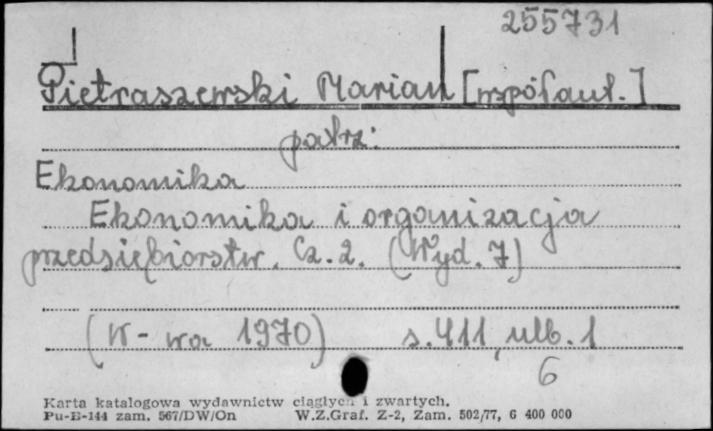 255731
Pietraszewski Marian [współaut.]
patrz:
Ekonomika
Ekonomika i organizacja
przedsiębiorstw. Cz. 2. (Wyd. 7)
(W-wa 1970) s. 411, nlb. 1
6
Karta katalogowa wydawnictw ciągłych i zwartych.
Pu-B-144 zam. 567/DW/On W.Z.Graf. Z-2, Zam. 502/77, 6 400 000